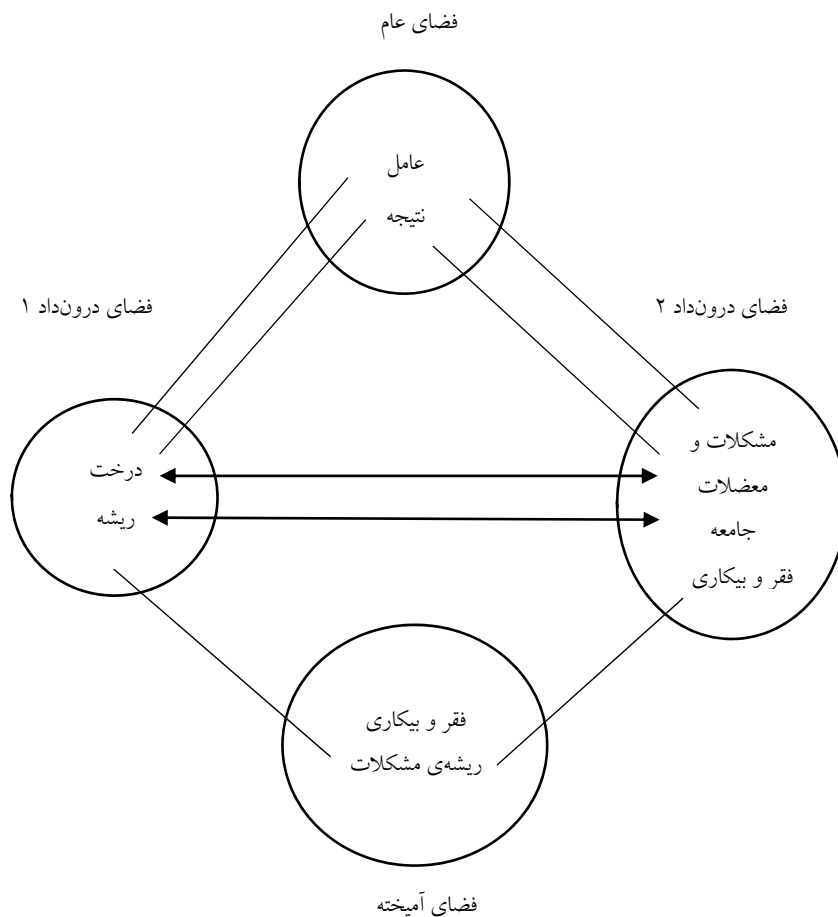 فضای عام
عامل
نتیجه
فضای درون‌داد ۲
فضای درون‌داد ۱
مشکلات و
معضلات
جامعه
فقر و بیکاری
درخت
ریشه
فقر و بیکاری
ریشه‌ی مشکلات
فضای آمیخته